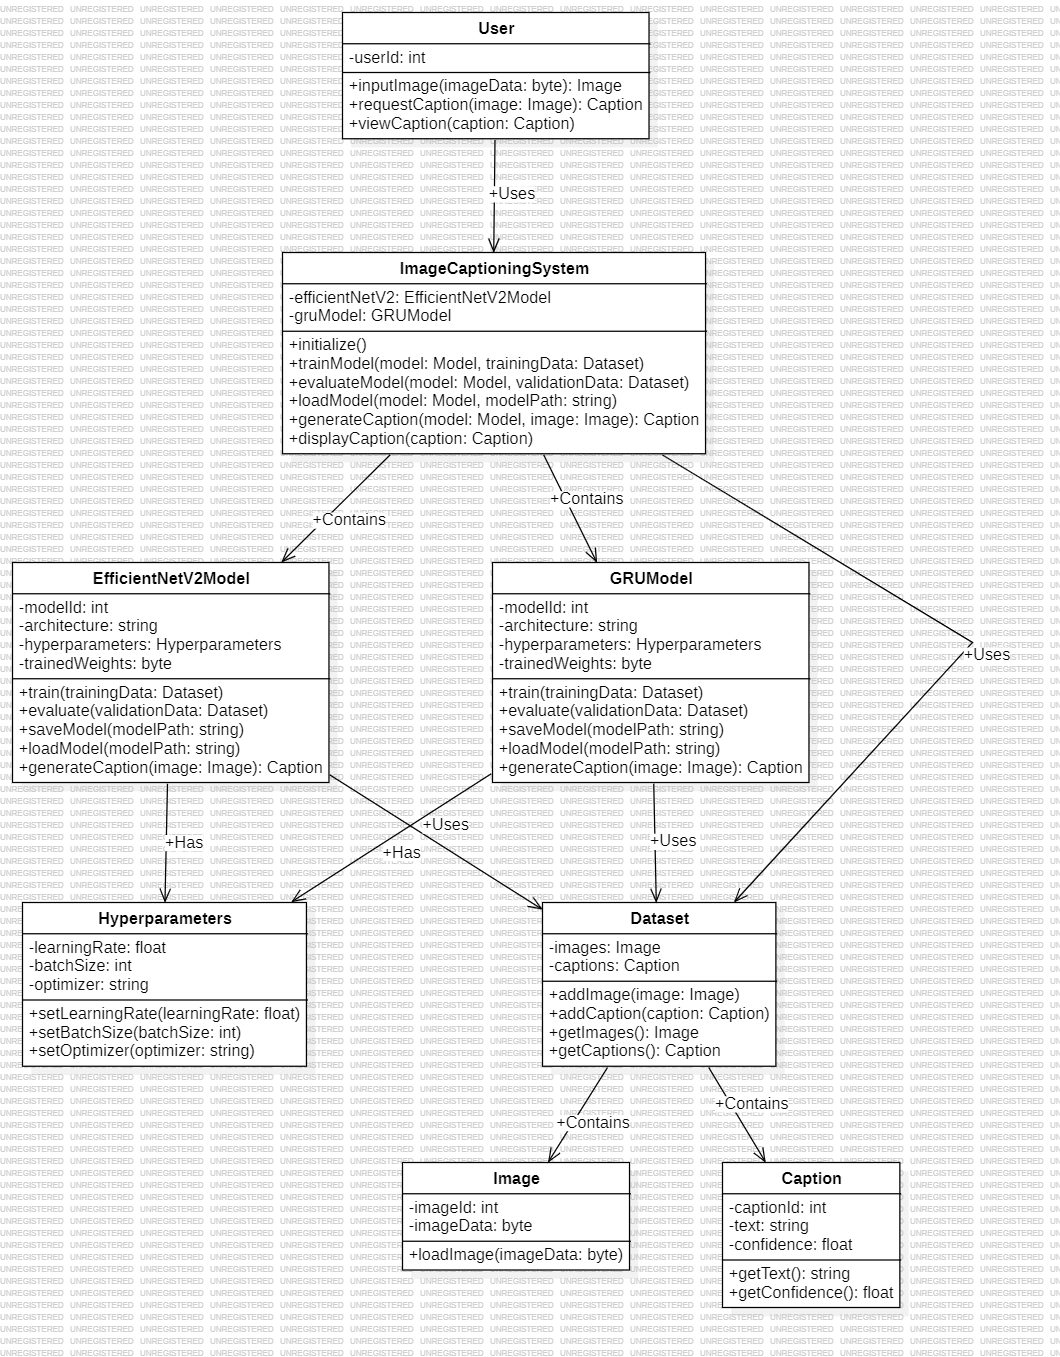 User
-userId: int
+inputImage(imageData: byte): Image
+requestCaption(image: Image): Caption
+viewCaption(caption: Caption)
+Uses
ImageCaptioningSystem
-efficientNetV2: EfficientNetV2Model
-gruModel: GRUModel
+initialize()
+trainModel(model: Model, trainingData: Dataset)
+evaluateModel(model: Model, validationData: Dataset)
+loadModel(model: Model, modelPath: string)
+generateCaption(model: Model, image: Image): Caption
+displayCaption(caption: Caption)
+Contains
+Contains
+Uses
EfficientNetV2Model
-modelId: int
-architecture: string
-hyperparameters: Hyperparameters
-trainedWeights: byte
+train(trainingData: Dataset)
+evaluate(validationData: Dataset)
+saveModel(modelPath: string)
+loadModel(modelPath: string)
+generateCaption(image: Image): Caption
GRUModel
-modelId: int
-architecture: string
-hyperparameters: Hyperparameters
-trainedWeights: byte
+train(trainingData: Dataset)
+evaluate(validationData: Dataset)
+saveModel(modelPath: string)
+loadModel(modelPath: string)
+generateCaption(image: Image): Caption
+Has
+Uses
+Has
+Uses
Hyperparameters
-learningRate: float
-batchSize: int
-optimizer: string
+setLearningRate(learningRate: float)
+setBatchSize(batchSize: int)
+setOptimizer(optimizer: string)
Dataset
-images: Image
-captions: Caption
+addImage(image: Image)
+addCaption(caption: Caption)
+getImages(): Image
+getCaptions(): Caption
+Contains
+Contains
Image
-imageId: int
-imageData: byte
+loadImage(imageData: byte)
Caption
-captionId: int
-text: string
-confidence: float
+getText(): string
+getConfidence(): float
UNREGISTERED